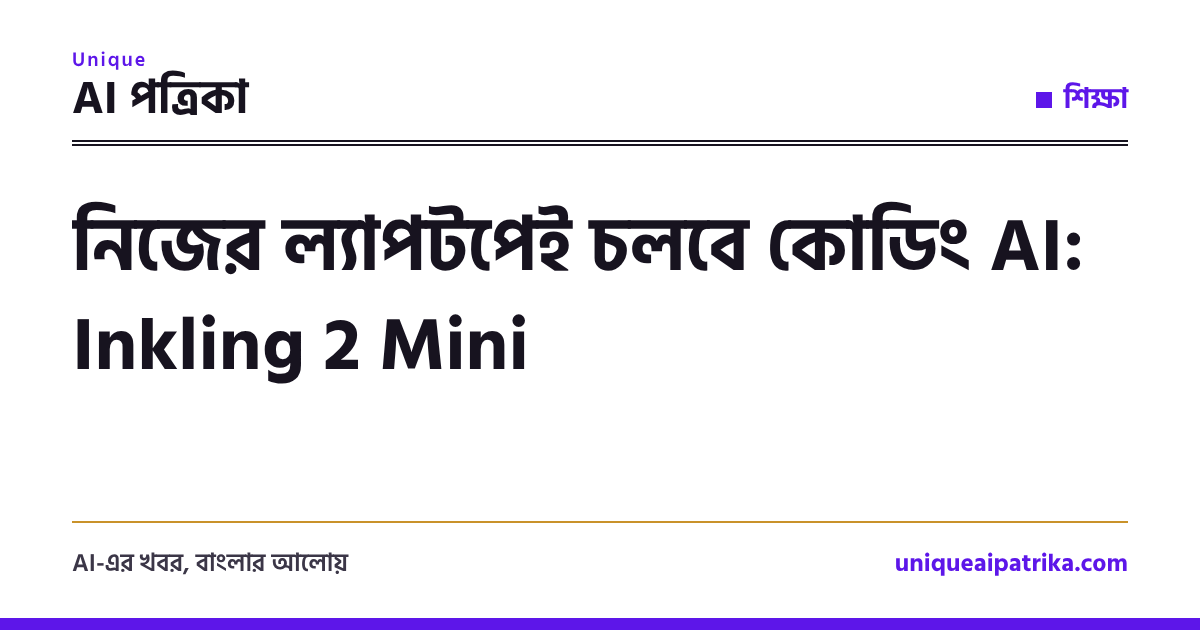 Unique
AI পত্রিকা
শিক্ষা
নিজের ল্যাপটপেই চলবে কোডিং AI:
Inkling 2 Mini
AI-এর খবর, বাংলার আলোয়
uniqueaipatrika.com